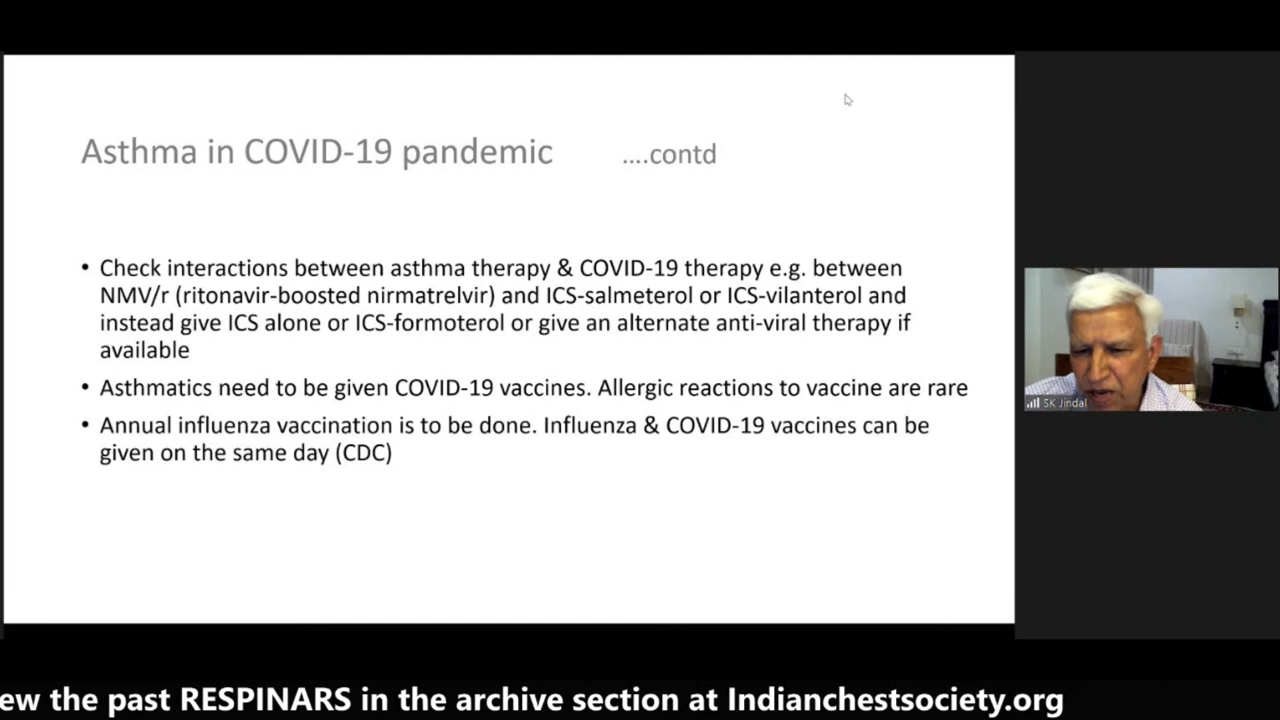 Asthma in COVID-19 pandemic ....contd
• Check interactions between asthma therapy & COVID-19 therapy e.g. between
NMV/r (ritonavir-boosted nirmatrelvir) and ICS-salmeterol or ICS-vilanterol and
instead give ICS alone or ICS-formoterol or give an alternate anti-viral therapy if
available
• Asthmatics need to be given COVID-19 vaccines. Allergic reactions to vaccine are rare
• Annual influenza vaccination is to be done. Influenza & COVID-19 vaccines can be
given on the same day (CDC)
SK Jindal
ew the past RESPINARS in the archive section at Indianchestsociety.org